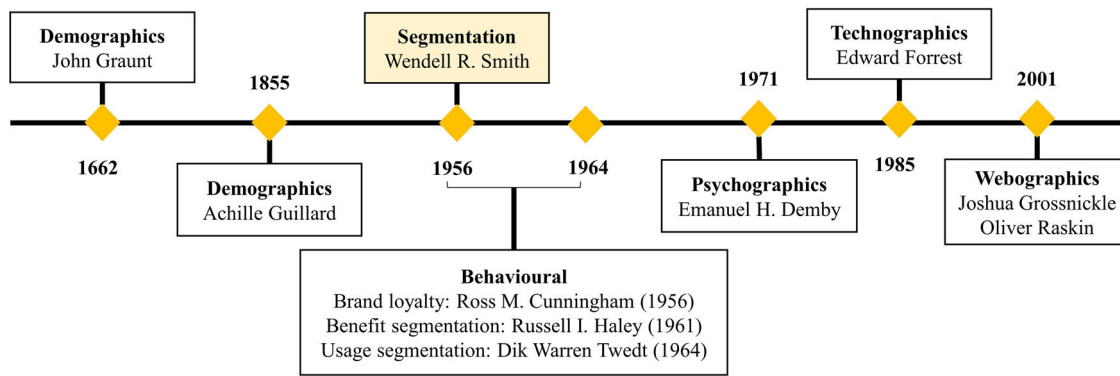 Demographics
John Graunt
1662
1855
Demographics
Achille Guillard
Segmentation
Wendell R. Smith
1956
1964
Behavioural
Brand loyalty: Ross M. Cunningham (1956)
Benefit segmentation: Russell I. Haley (1961)
Usage segmentation: Dik Warren Twedt (1964)
1971
Psychographics
Emanuel H. Demby
Technographics
Edward Forrest
1985
2001
Webographics
Joshua Grossnickle
Oliver Raskin